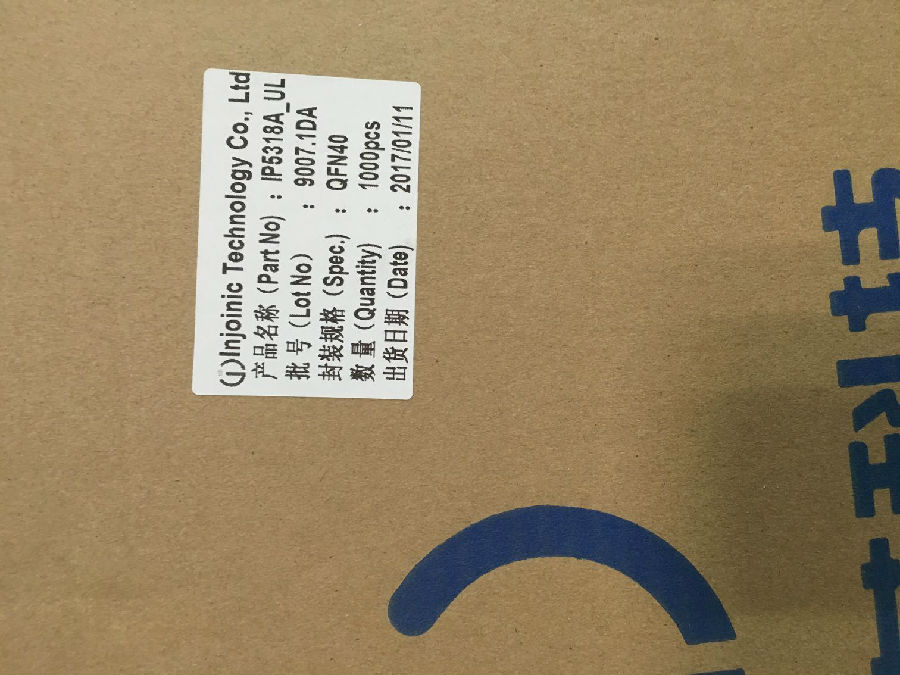 (j)Injoinic Technology Co., Ltd
产品名称（Part No)：IP5318A_UL
批 号（Lot No）：9007.1DA
封装规格（Spec.）：QFN40
数 量（Quantity)：1000pcs
出货日期（Date)：2017/01/11